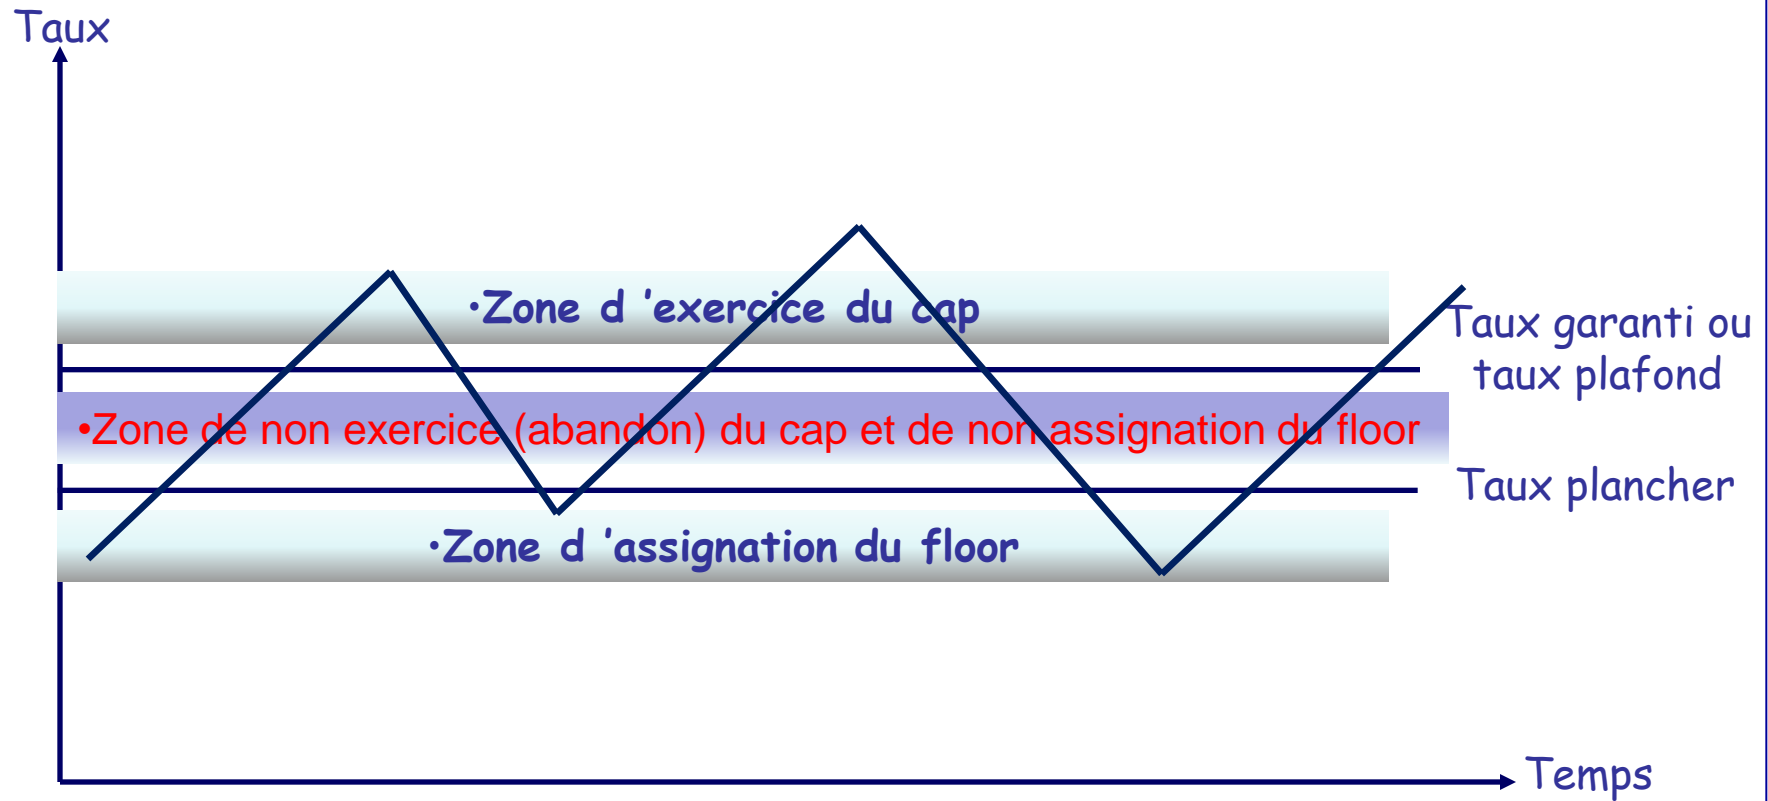 Taux
•Zone d ’exercice du cap
Taux garanti ou
taux plafond
•Zone de non exercice (abandon) du cap et de non assignation du floor
Taux plancher
•Zone d ’assignation du floor
Temps